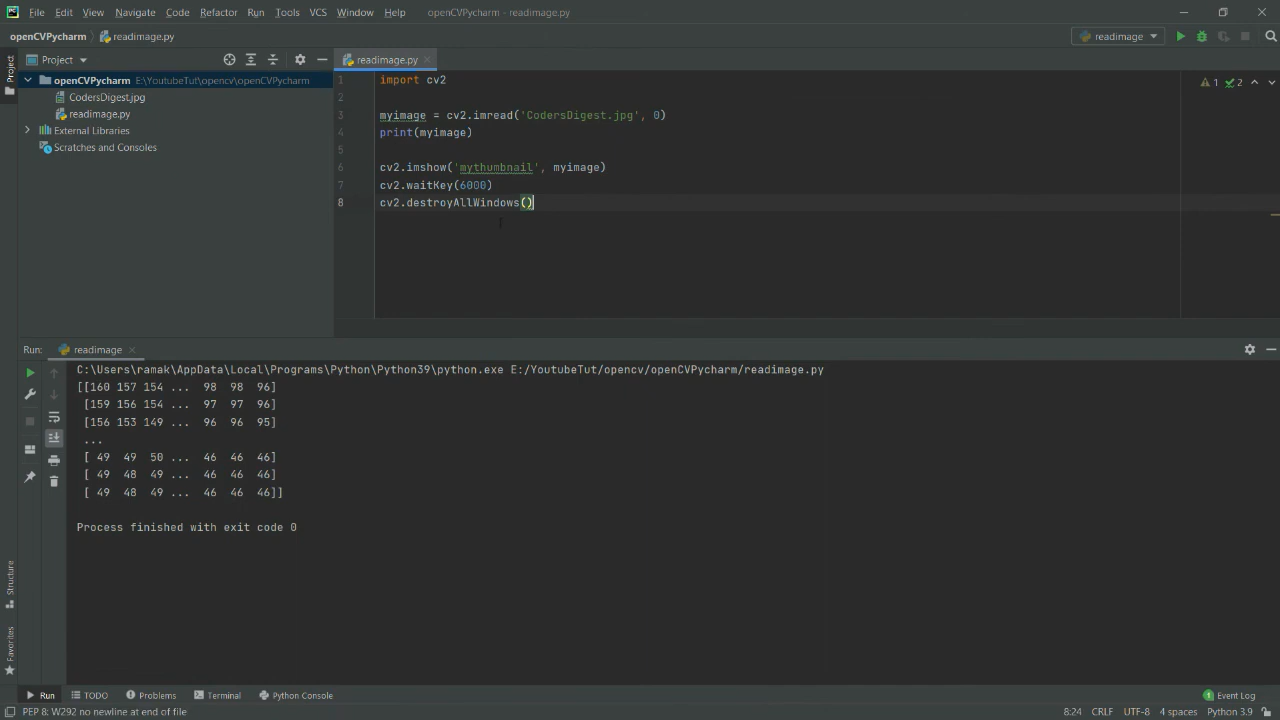 File Edit View Navigate Code Refactor Run Tools VCS Window Help openCVPycharm - readimage.py
openCVPycharm readimage.py readimage
Project
Project readimage.py
openCVPycharm E:\YoutubeTut\opencv\openCVPycharm
CodersDigest.jpg
readimage.py
External Libraries
Scratches and Consoles
1 import cv2
2
3 myimage = cv2.imread('CodersDigest.jpg', 0)
4 print(myimage)
5
6 cv2.imshow('mythumbnail', myimage)
7 cv2.waitKey(6000)
8 cv2.destroyAllWindows()
1 2
Run: readimage
C:\Users\ramak\AppData\Local\Programs\Python\Python39\python.exe E:/YoutubeTut/opencv/openCVPycharm/readimage.py
[[160 157 154 ... 98 98 96]
[159 156 154 ... 97 97 96]
[156 153 149 ... 96 96 95]
...
[ 49 49 50 ... 46 46 46]
[ 49 48 49 ... 46 46 46]
[ 49 48 49 ... 46 46 46]]
Process finished with exit code 0
Structure
Favorites
Run TODO Problems Terminal Python Console 1 Event Log
PEP 8: W292 no newline at end of file 8:24 CRLF UTF-8 4 spaces Python 3.9